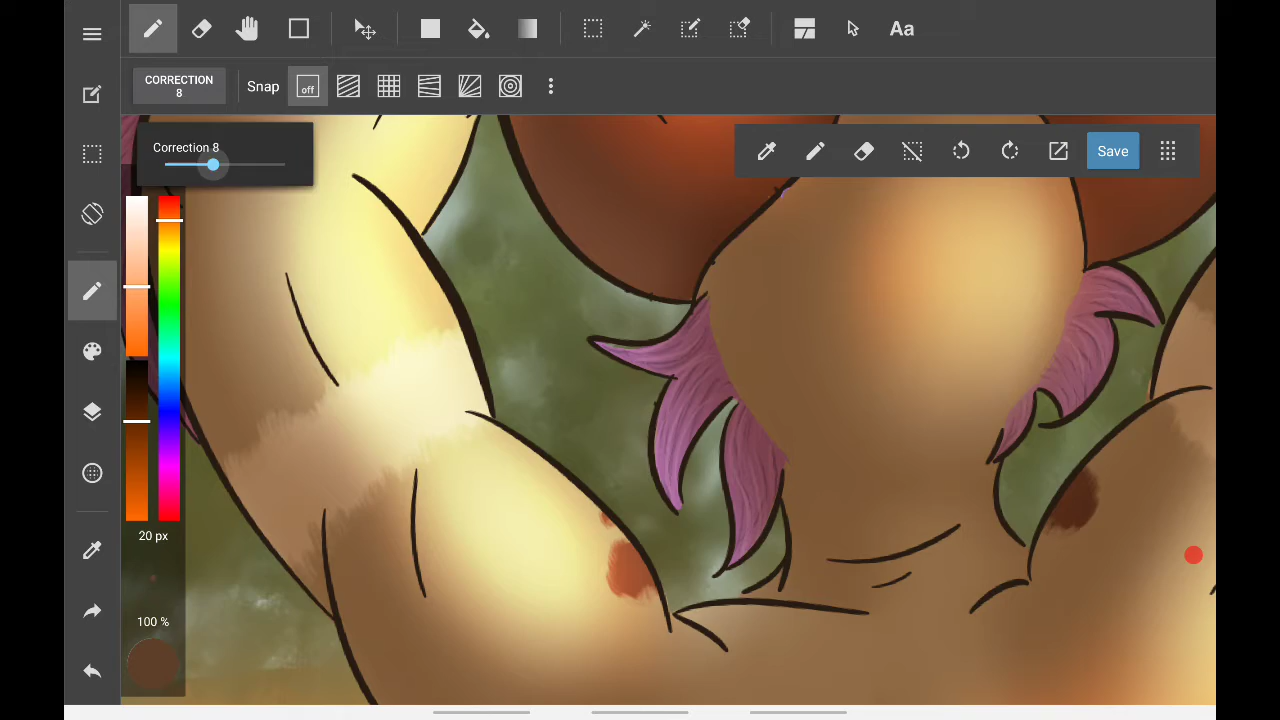 Aa
CORRECTION
8
Snap
off
Correction 8
Save
20 px
100 %